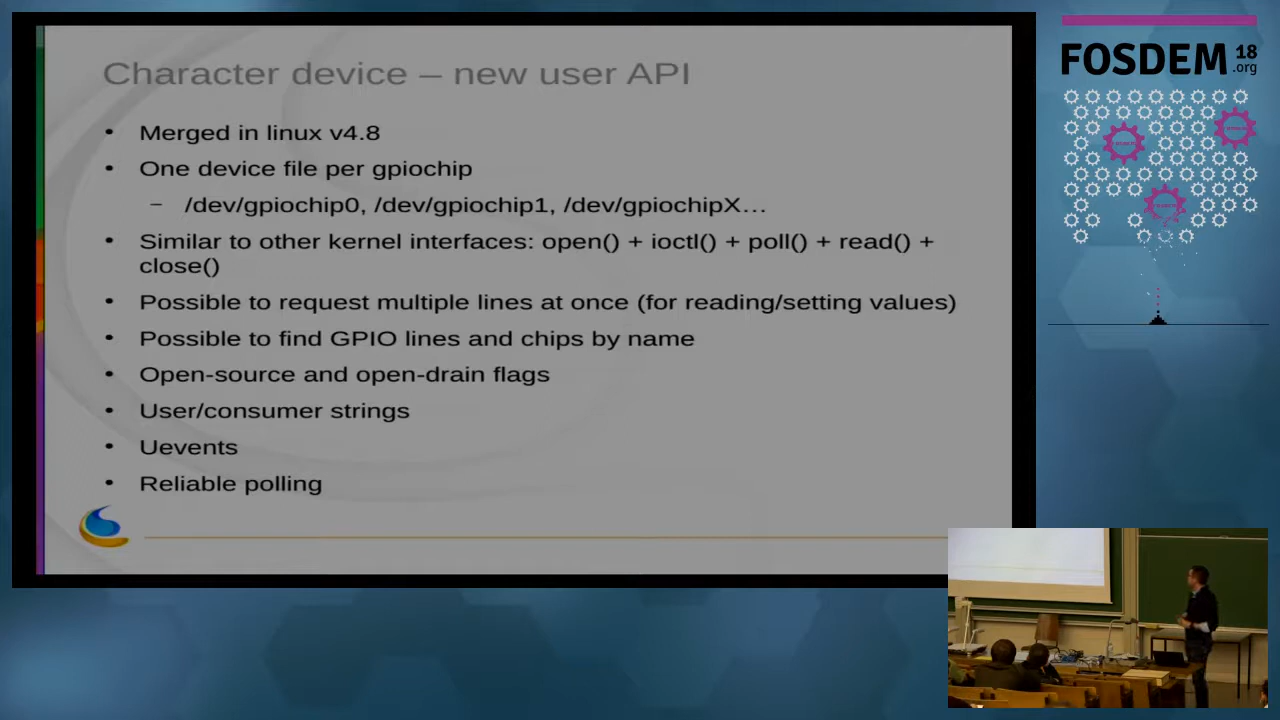 Character device – new user API
• Merged in linux v4.8
• One device file per gpiochip
– /dev/gpiochip0, /dev/gpiochip1, /dev/gpiochipX…
• Similar to other kernel interfaces: open() + ioctl() + poll() + read() +
close()
• Possible to request multiple lines at once (for reading/setting values)
• Possible to find GPIO lines and chips by name
• Open-source and open-drain flags
• User/consumer strings
• Uevents
• Reliable polling
FOSDEM 18
.org